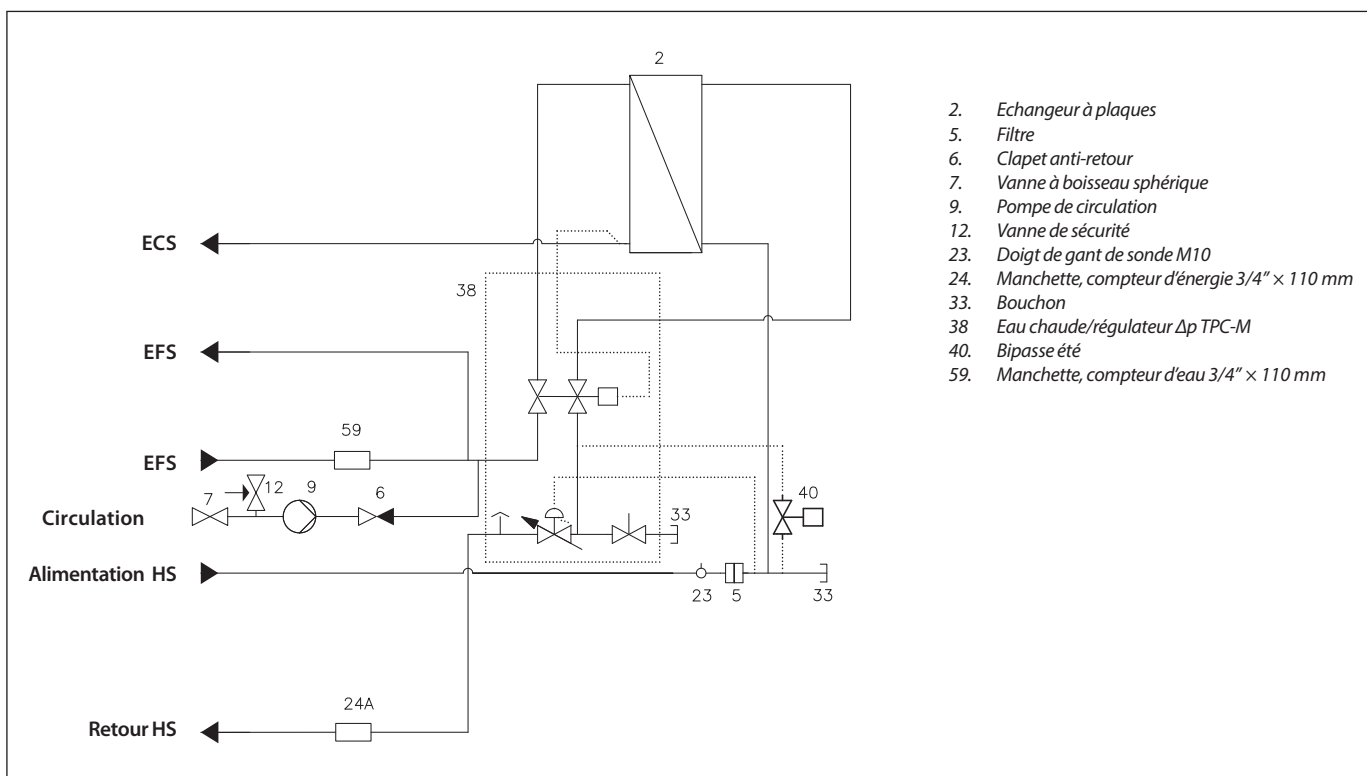 2
2. Echangeur à plaques
5. Filtre
6. Clapet anti-retour
7. Vanne à boisseau sphérique
9. Pompe de circulation
12. Vanne de sécurité
23. Doigt de gant de sonde M10
24. Manchette, compteur d'énergie 3/4" × 110 mm
33. Bouchon
38 Eau chaude/régulateur Δp TPC-M
40. Bipasse été
59. Manchette, compteur d'eau 3/4" × 110 mm
ECS
38
EFS
59
EFS
7
12
9
6
40
Circulation
33
Alimentation HS
23
5
33
24A
Retour HS